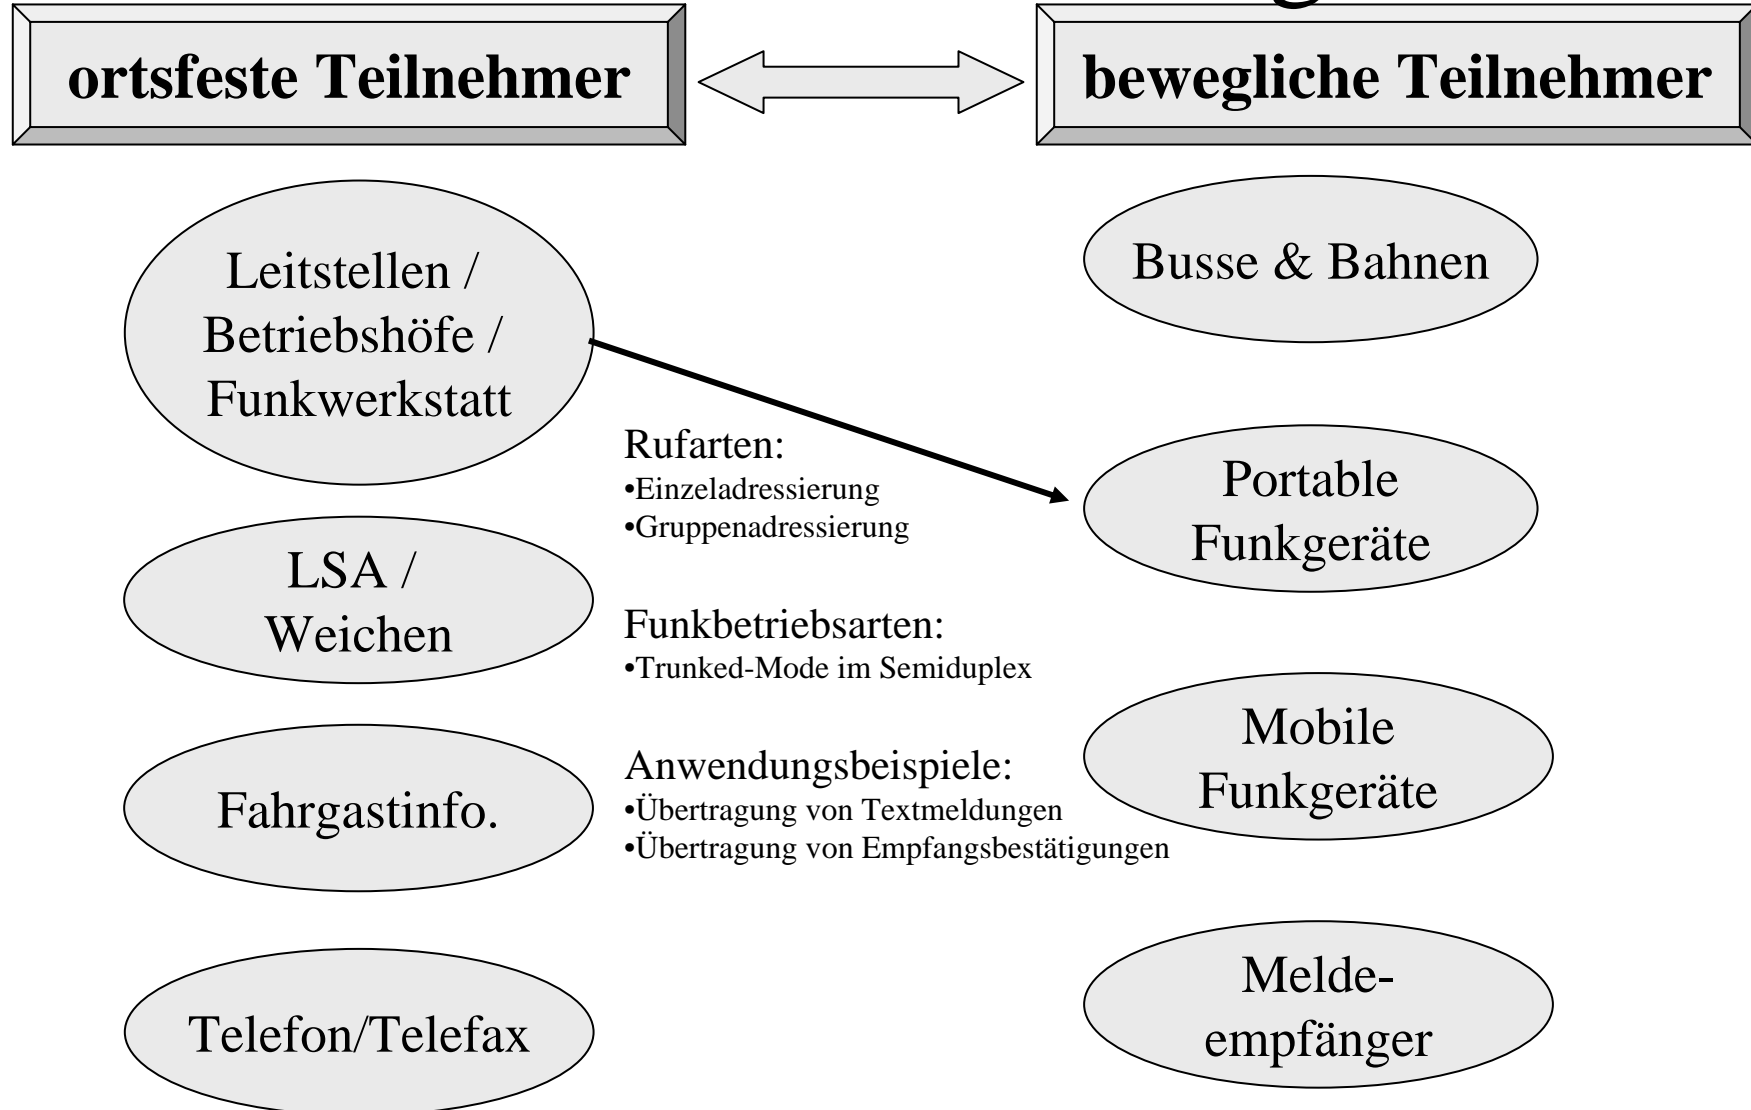 ortsfeste Teilnehmer
bewegliche Teilnehmer
Leitstellen /
Betriebshöfe /
Funkwerkstatt
LSA /
Weichen
Fahrgastinfo.
Telefon/Telefax
Rufarten:
•Einzeladressierung
•Gruppenadressierung
Funkbetriebsarten:
•Trunked-Mode im Semiduplex
Anwendungsbeispiele:
•Übertragung von Textmeldungen
•Übertragung von Empfangsbestätigungen
Busse & Bahnen
Portable
Funkgeräte
Mobile
Funkgeräte
Melde-
empfänger